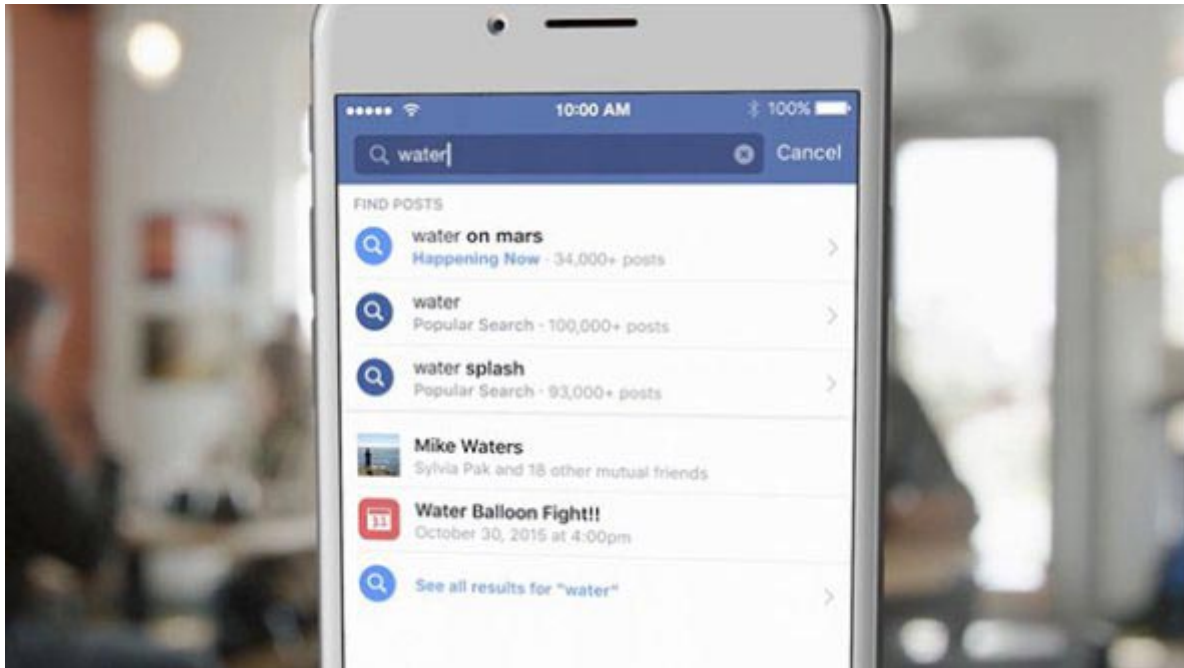 10:00 AM 100%
water Cancel
FIND POSTS
water on mars
Happening Now · 34,000+ posts
water
Popular Search · 100,000+ posts
water splash
Popular Search · 93,000+ posts
Mike Waters
Sylvia Pak and 18 other mutual friends
Water Balloon Fight!!
October 30, 2015 at 4:00pm
See all results for "water"